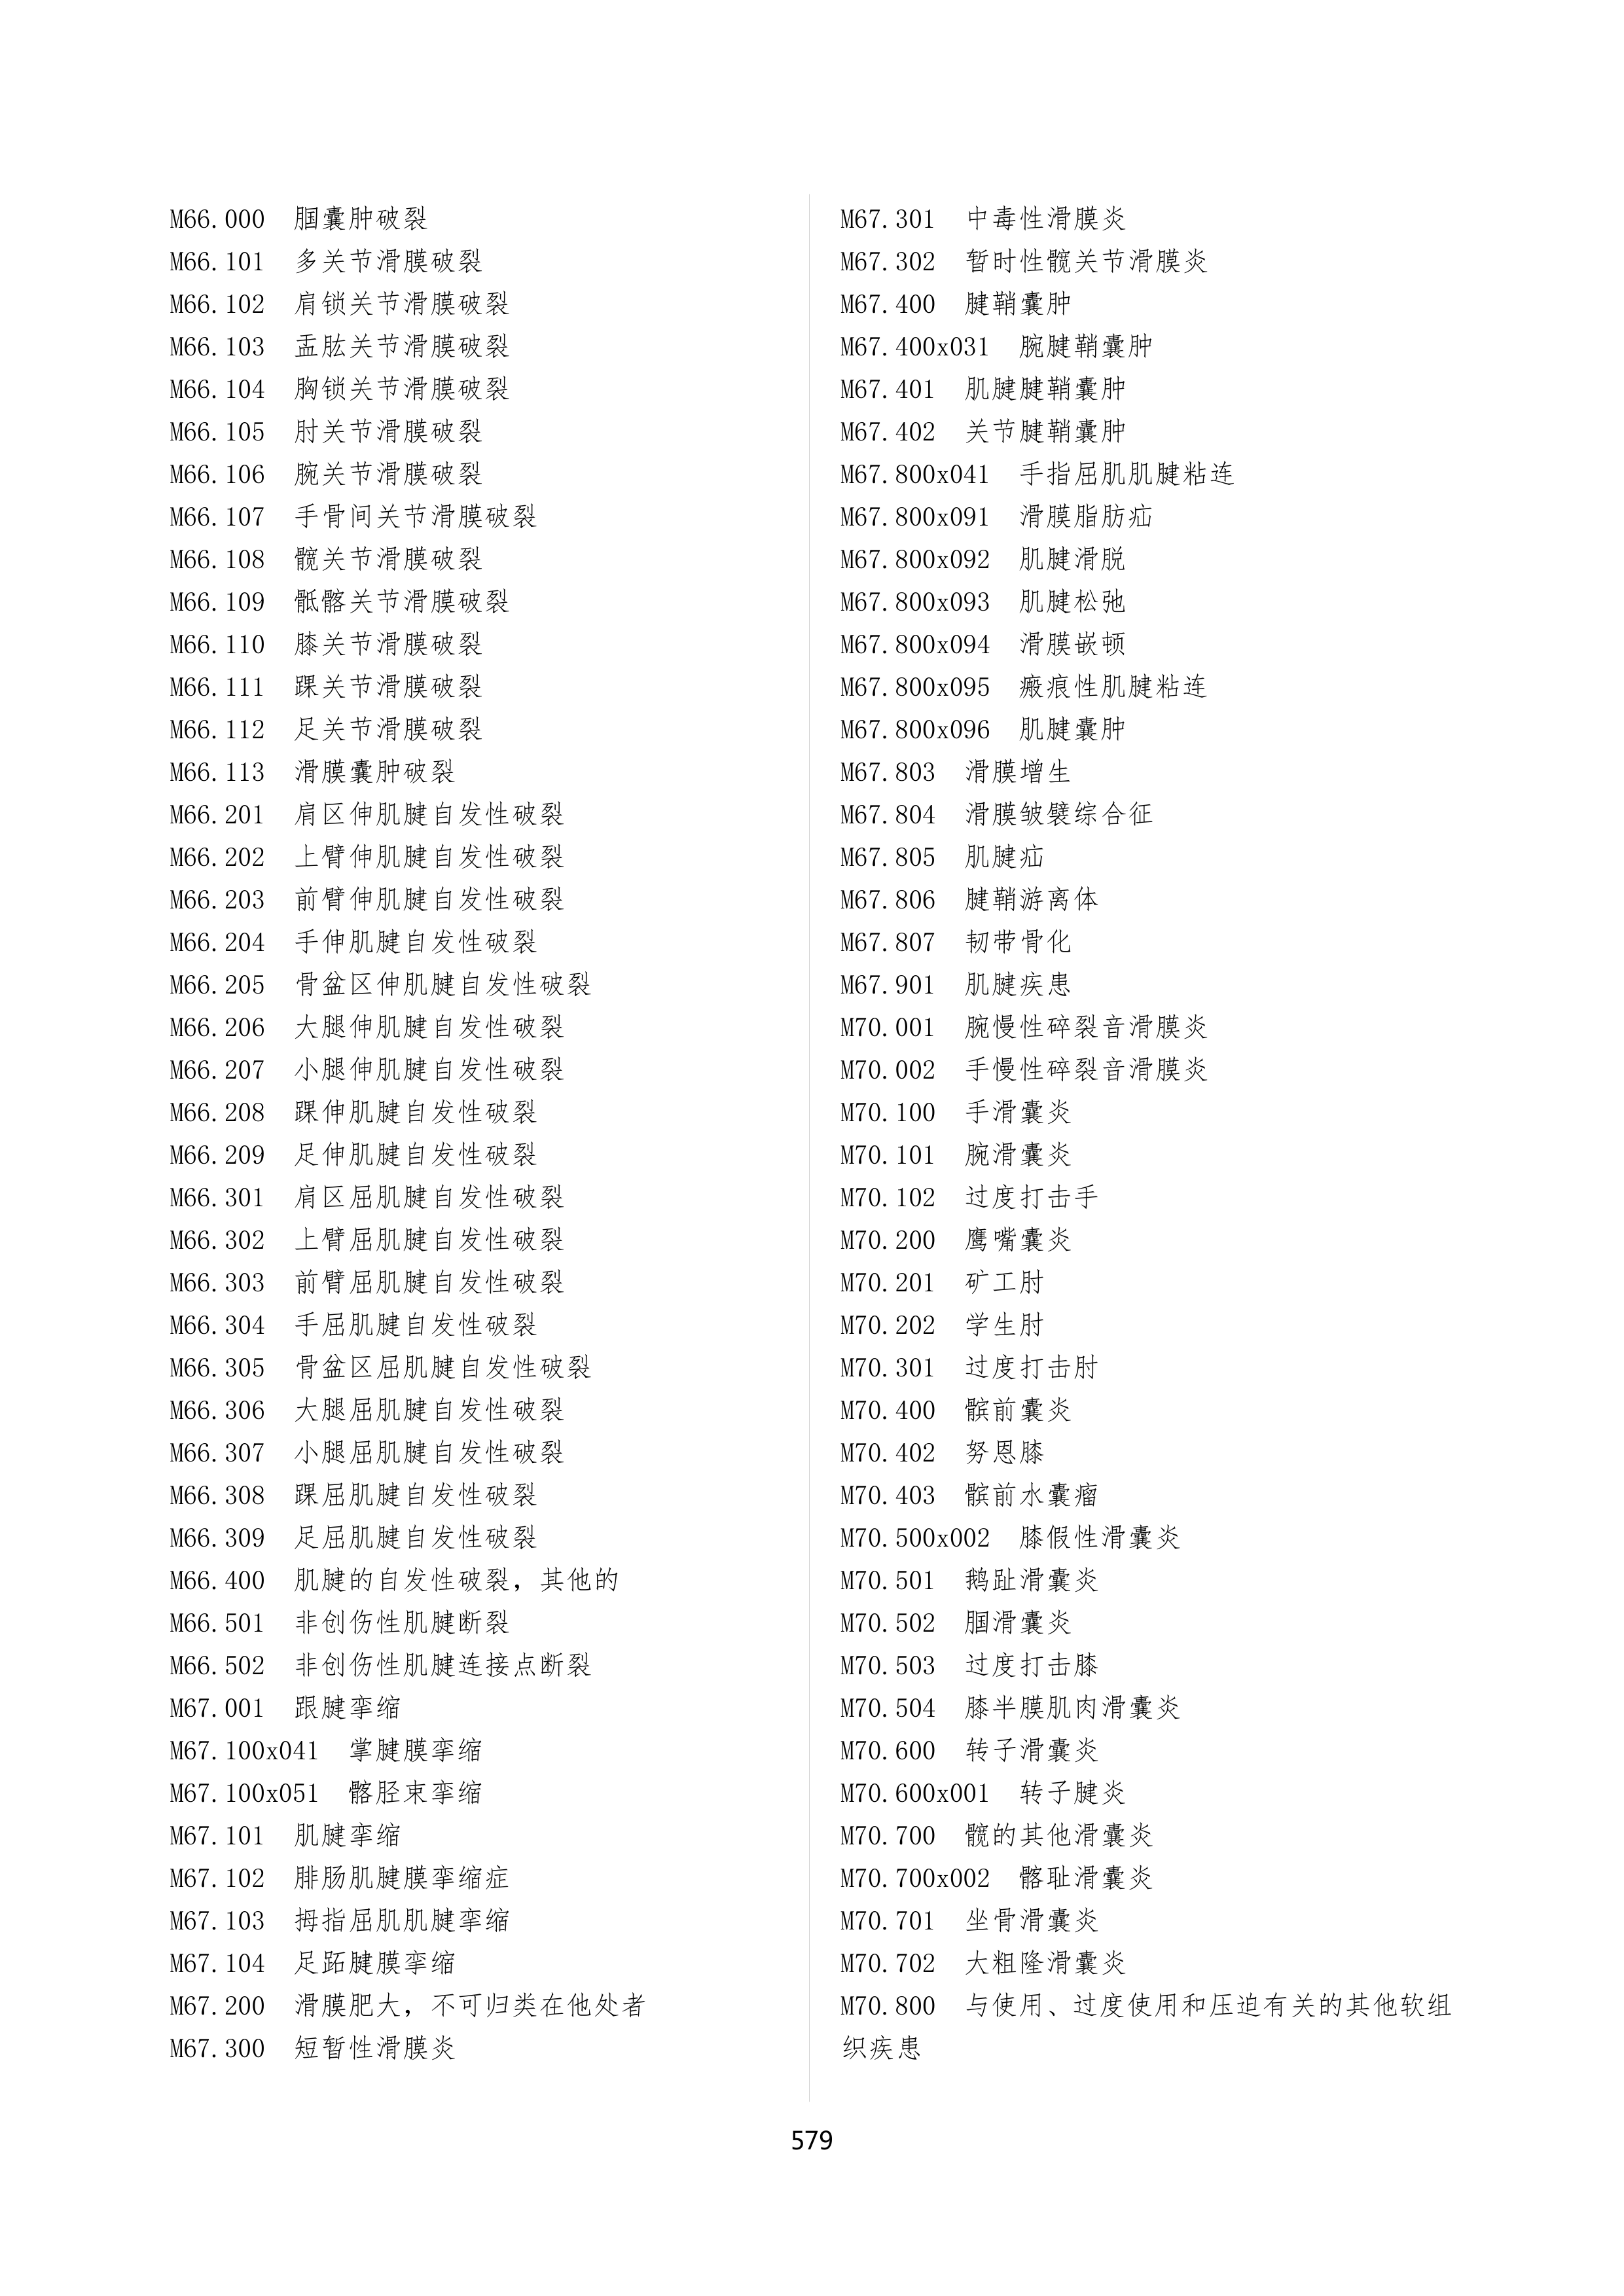 M66.000 腘囊肿破裂
M66.101 多关节滑膜破裂
M66.102 肩锁关节滑膜破裂
M66.103 盂肱关节滑膜破裂
M66.104 胸锁关节滑膜破裂
M66.105 肘关节滑膜破裂
M66.106 腕关节滑膜破裂
M66.107 手骨间关节滑膜破裂
M66.108 髋关节滑膜破裂
M66.109 骶髂关节滑膜破裂
M66.110 膝关节滑膜破裂
M66.111 踝关节滑膜破裂
M66.112 足关节滑膜破裂
M66.113 滑膜囊肿破裂
M66.201 肩区伸肌腱自发性破裂
M66.202 上臂伸肌腱自发性破裂
M66.203 前臂伸肌腱自发性破裂
M66.204 手伸肌腱自发性破裂
M66.205 骨盆区伸肌腱自发性破裂
M66.206 大腿伸肌腱自发性破裂
M66.207 小腿伸肌腱自发性破裂
M66.208 踝伸肌腱自发性破裂
M66.209 足伸肌腱自发性破裂
M66.301 肩区屈肌腱自发性破裂
M66.302 上臂屈肌腱自发性破裂
M66.303 前臂屈肌腱自发性破裂
M66.304 手屈肌腱自发性破裂
M66.305 骨盆区屈肌腱自发性破裂
M66.306 大腿屈肌腱自发性破裂
M66.307 小腿屈肌腱自发性破裂
M66.308 踝屈肌腱自发性破裂
M66.309 足屈肌腱自发性破裂
M66.400 肌腱的自发性破裂，其他的
M66.501 非创伤性肌腱断裂
M66.502 非创伤性肌腱连接点断裂
M67.001 跟腱挛缩
M67.100x041 掌腱膜挛缩
M67.100x051 髂胫束挛缩
M67.101 肌腱挛缩
M67.102 腓肠肌腱膜挛缩症
M67.103 拇指屈肌肌腱挛缩
M67.104 足跖腱膜挛缩
M67.200 滑膜肥大，不可归类在他处者
M67.300 短暂性滑膜炎
M67.301 中毒性滑膜炎
M67.302 暂时性髋关节滑膜炎
M67.400 腱鞘囊肿
M67.400x031 腕腱鞘囊肿
M67.401 肌腱腱鞘囊肿
M67.402 关节腱鞘囊肿
M67.800x041 手指屈肌肌腱粘连
M67.800x091 滑膜脂肪疝
M67.800x092 肌腱滑脱
M67.800x093 肌腱松弛
M67.800x094 滑膜嵌顿
M67.800x095 瘢痕性肌腱粘连
M67.800x096 肌腱囊肿
M67.803 滑膜增生
M67.804 滑膜皱襞综合征
M67.805 肌腱疝
M67.806 腱鞘游离体
M67.807 韧带骨化
M67.901 肌腱疾患
M70.001 腕慢性碎裂音滑膜炎
M70.002 手慢性碎裂音滑膜炎
M70.100 手滑囊炎
M70.101 腕滑囊炎
M70.102 过度打击手
M70.200 鹰嘴囊炎
M70.201 矿工肘
M70.202 学生肘
M70.301 过度打击肘
M70.400 髌前囊炎
M70.402 努恩膝
M70.403 髌前水囊瘤
M70.500x002 膝假性滑囊炎
M70.501 鹅趾滑囊炎
M70.502 腘滑囊炎
M70.503 过度打击膝
M70.504 膝半膜肌肉滑囊炎
M70.600 转子滑囊炎
M70.600x001 转子腱炎
M70.700 髋的其他滑囊炎
M70.700x002 髂耻滑囊炎
M70.701 坐骨滑囊炎
M70.702 大粗隆滑囊炎
M70.800 与使用、过度使用和压迫有关的其他软组
织疾患
579